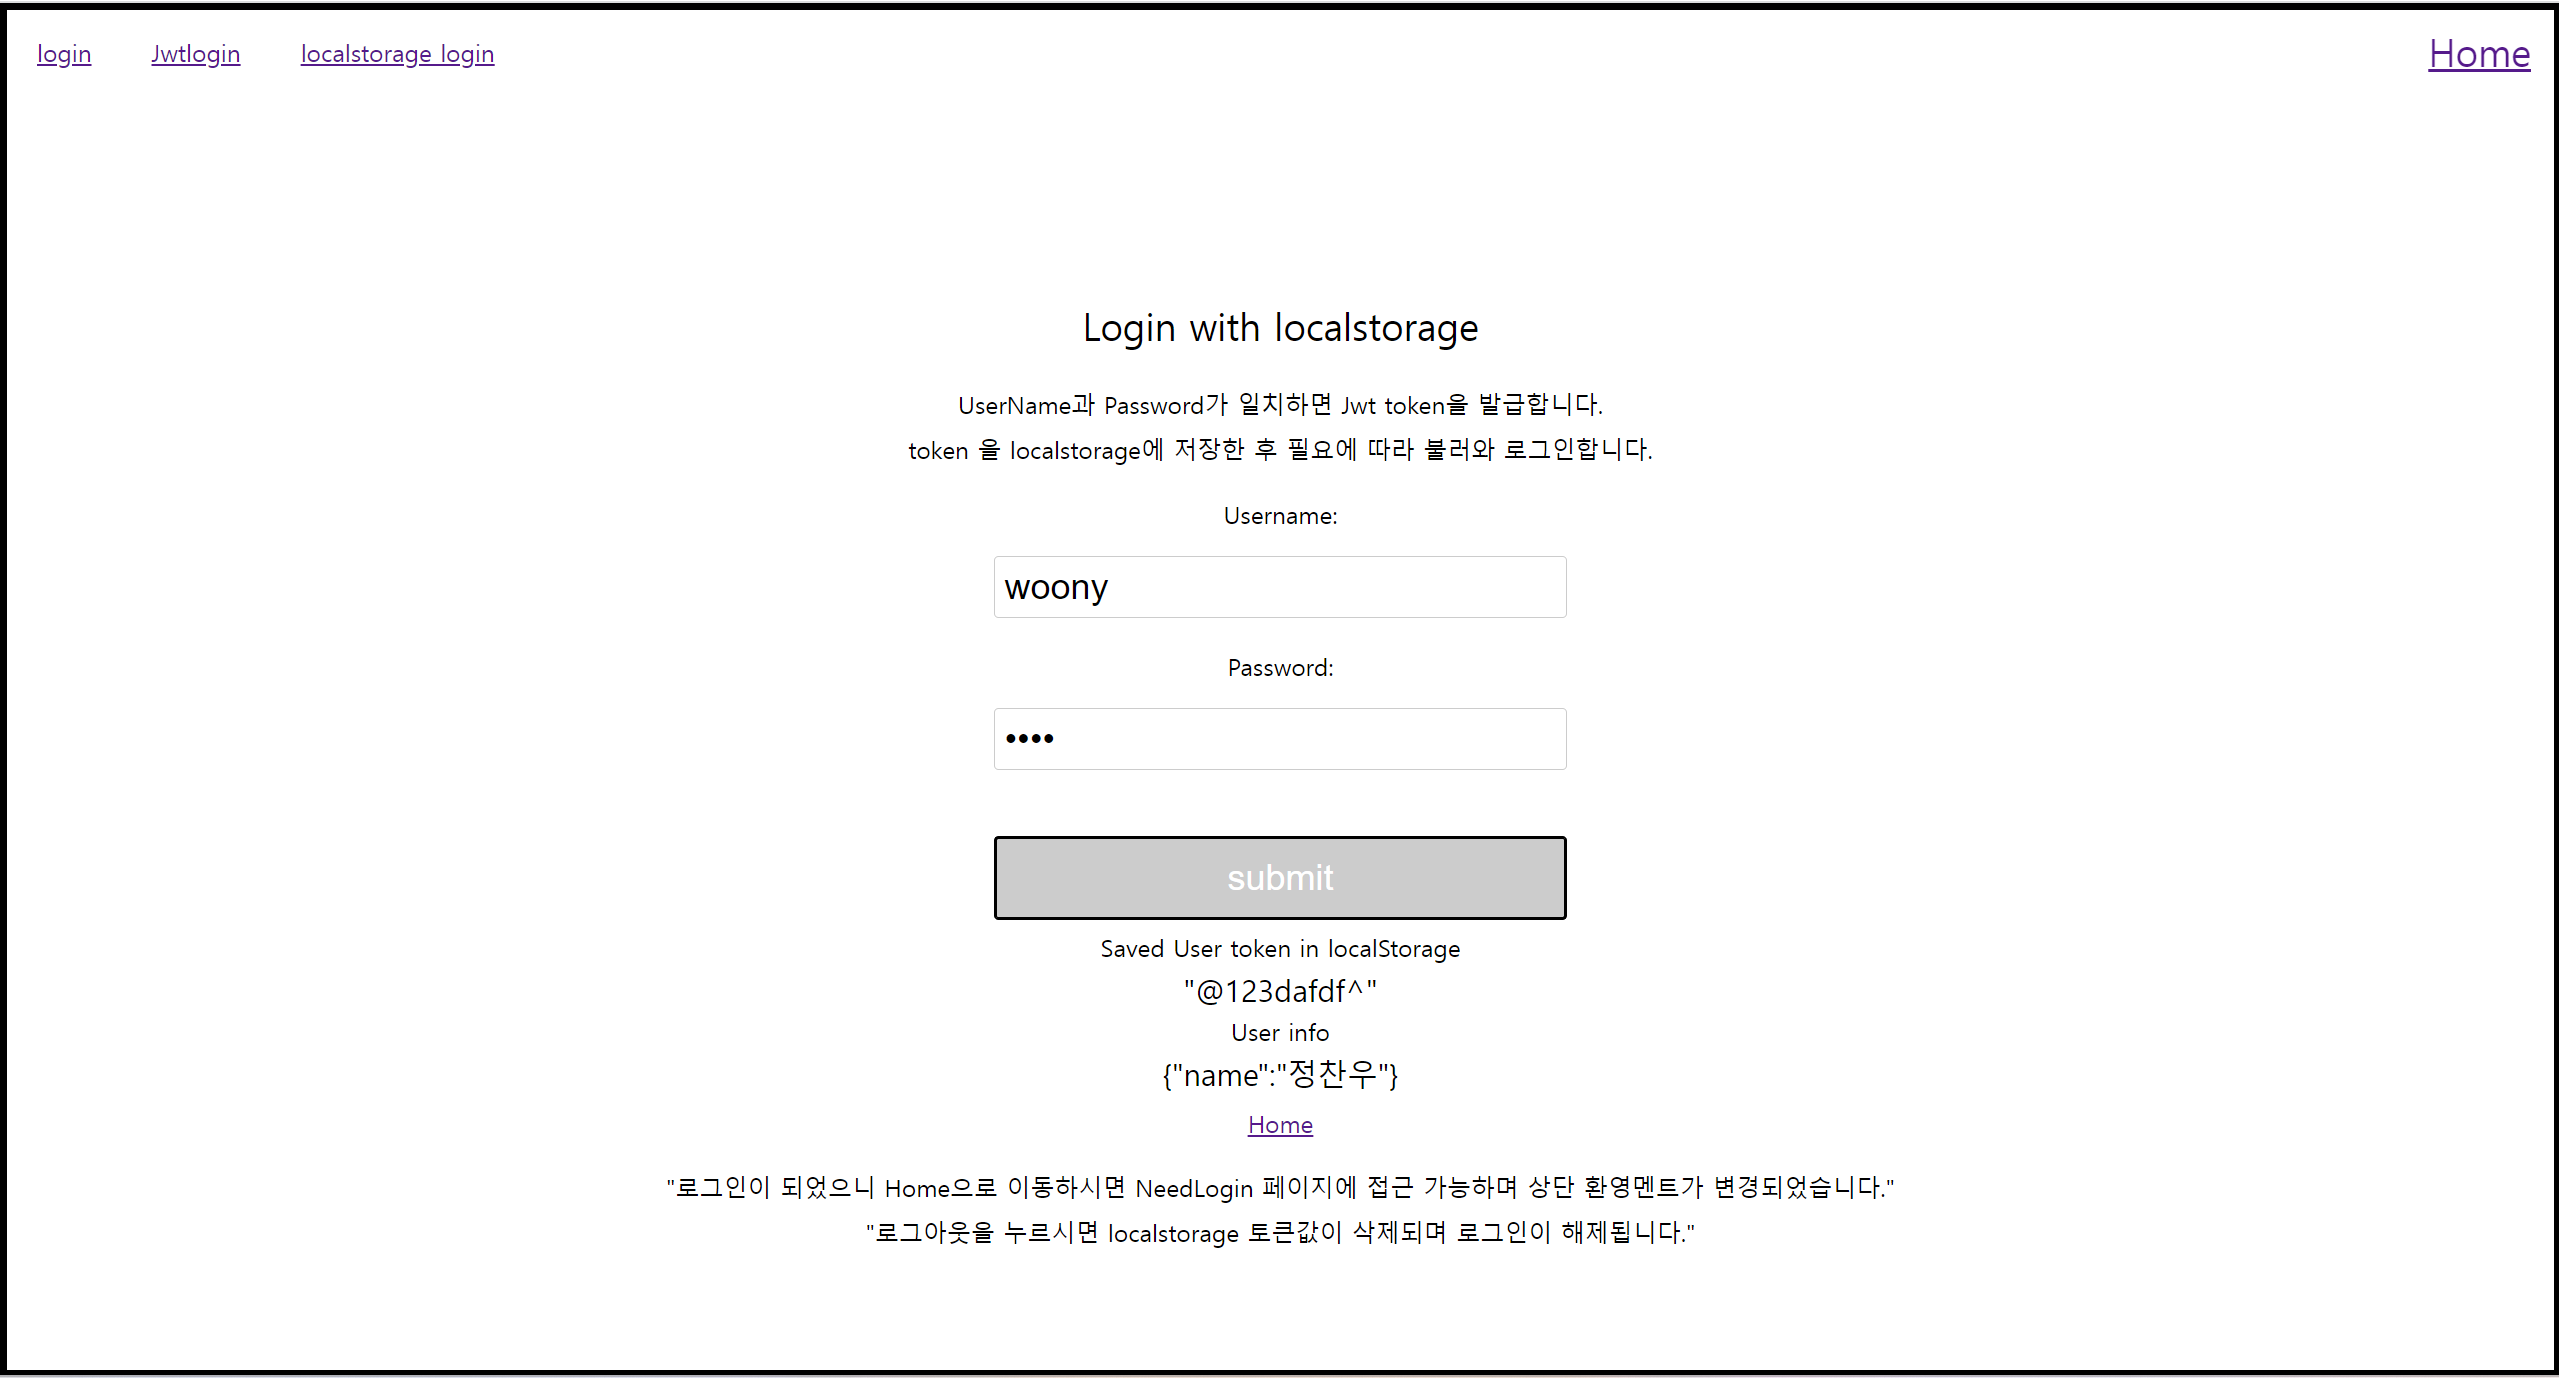 login Jwtlogin localstorage login Home
Login with localstorage
UserName과 Password가 일치하면 Jwt token을 발급합니다.
token 을 localstorage에 저장한 후 필요에 따라 불러와 로그인합니다.
Username:
woony
Password:
••••
submit
Saved User token in localStorage
"@123dafdf^"
User info
{"name":"정찬우"}
Home
"로그인이 되었으니 Home으로 이동하시면 NeedLogin 페이지에 접근 가능하며 상단 환영멘트가 변경되었습니다."
"로그아웃을 누르시면 localstorage 토큰값이 삭제되며 로그인이 해제됩니다."